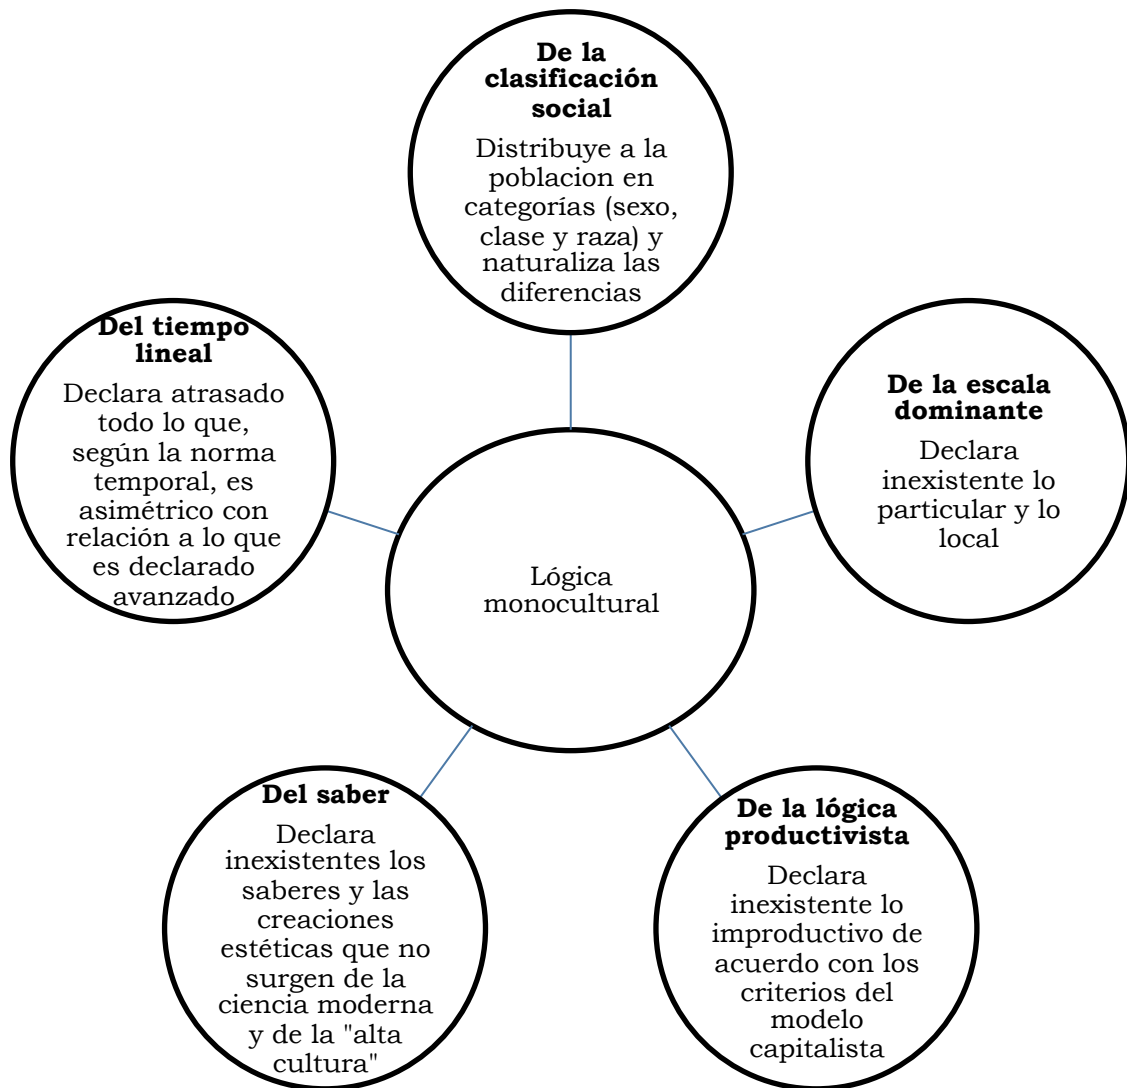 De la
clasificación
social
Distribuye a la
poblacion en
categorías (sexo,
clase y raza) y
naturaliza las
diferencias
Del tiempo
lineal
Declara atrasado
todo lo que,
según la norma
temporal, es
asimétrico con
relación a lo que
es declarado
avanzado
De la escala
dominante
Declara
inexistente lo
particular y lo
local
Lógica
monocultural
Del saber
Declara
inexistentes los
saberes y las
creaciones
estéticas que no
surgen de la
ciencia moderna
y de la "alta
cultura"
De la lógica
productivista
Declara
inexistente lo
improductivo de
acuerdo con los
criterios del
modelo
capitalista